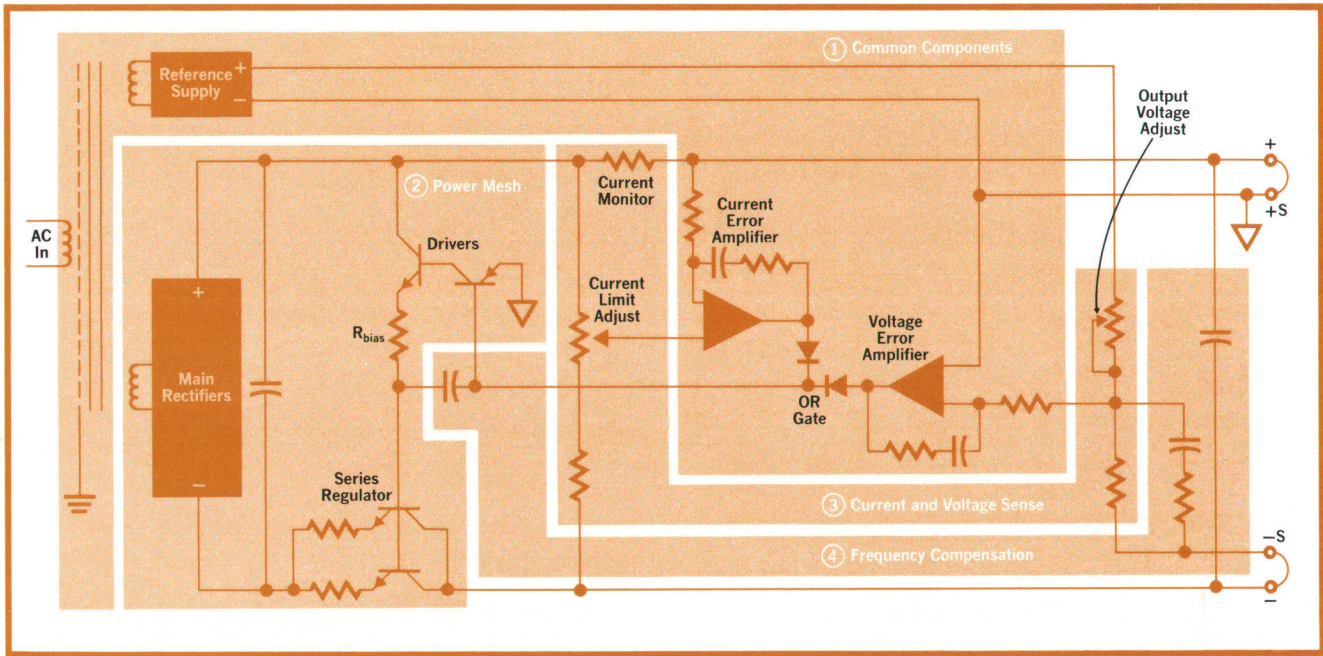 ① Common Components
Reference
Supply
+
−
Output
Voltage
Adjust
+
+S
② Power Mesh
Current
Monitor
Current
Error
Amplifier
AC
In
Drivers
Current
Limit
Adjust
R bias
Voltage
Error
Amplifier
+
Main
Rectifiers
−
OR
Gate
Series
Regulator
③ Current and Voltage Sense
④ Frequency Compensation
−S
−